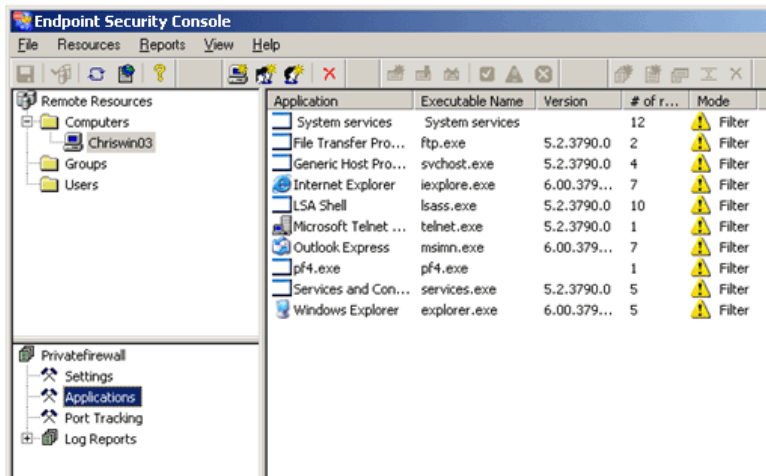 Endpoint Security Console
File Resources Reports View Help
Remote Resources
Computers
Chriswin03
Groups
Users
Application Executable Name Version # of r... Mode
System services System services 12 Filter
File Transfer Pro... ftp.exe 5.2.3790.0 2 Filter
Generic Host Pro... svchost.exe 5.2.3790.0 4 Filter
Internet Explorer iexplore.exe 6.00.379... 7 Filter
LSA Shell lsass.exe 5.2.3790.0 10 Filter
Microsoft Telnet ... telnet.exe 5.2.3790.0 1 Filter
Outlook Express msimn.exe 6.00.379... 7 Filter
pf4.exe pf4.exe 1 Filter
Services and Con... services.exe 5.2.3790.0 5 Filter
Windows Explorer explorer.exe 6.00.379... 5 Filter
Privatefirewall
Settings
Applications
Port Tracking
Log Reports